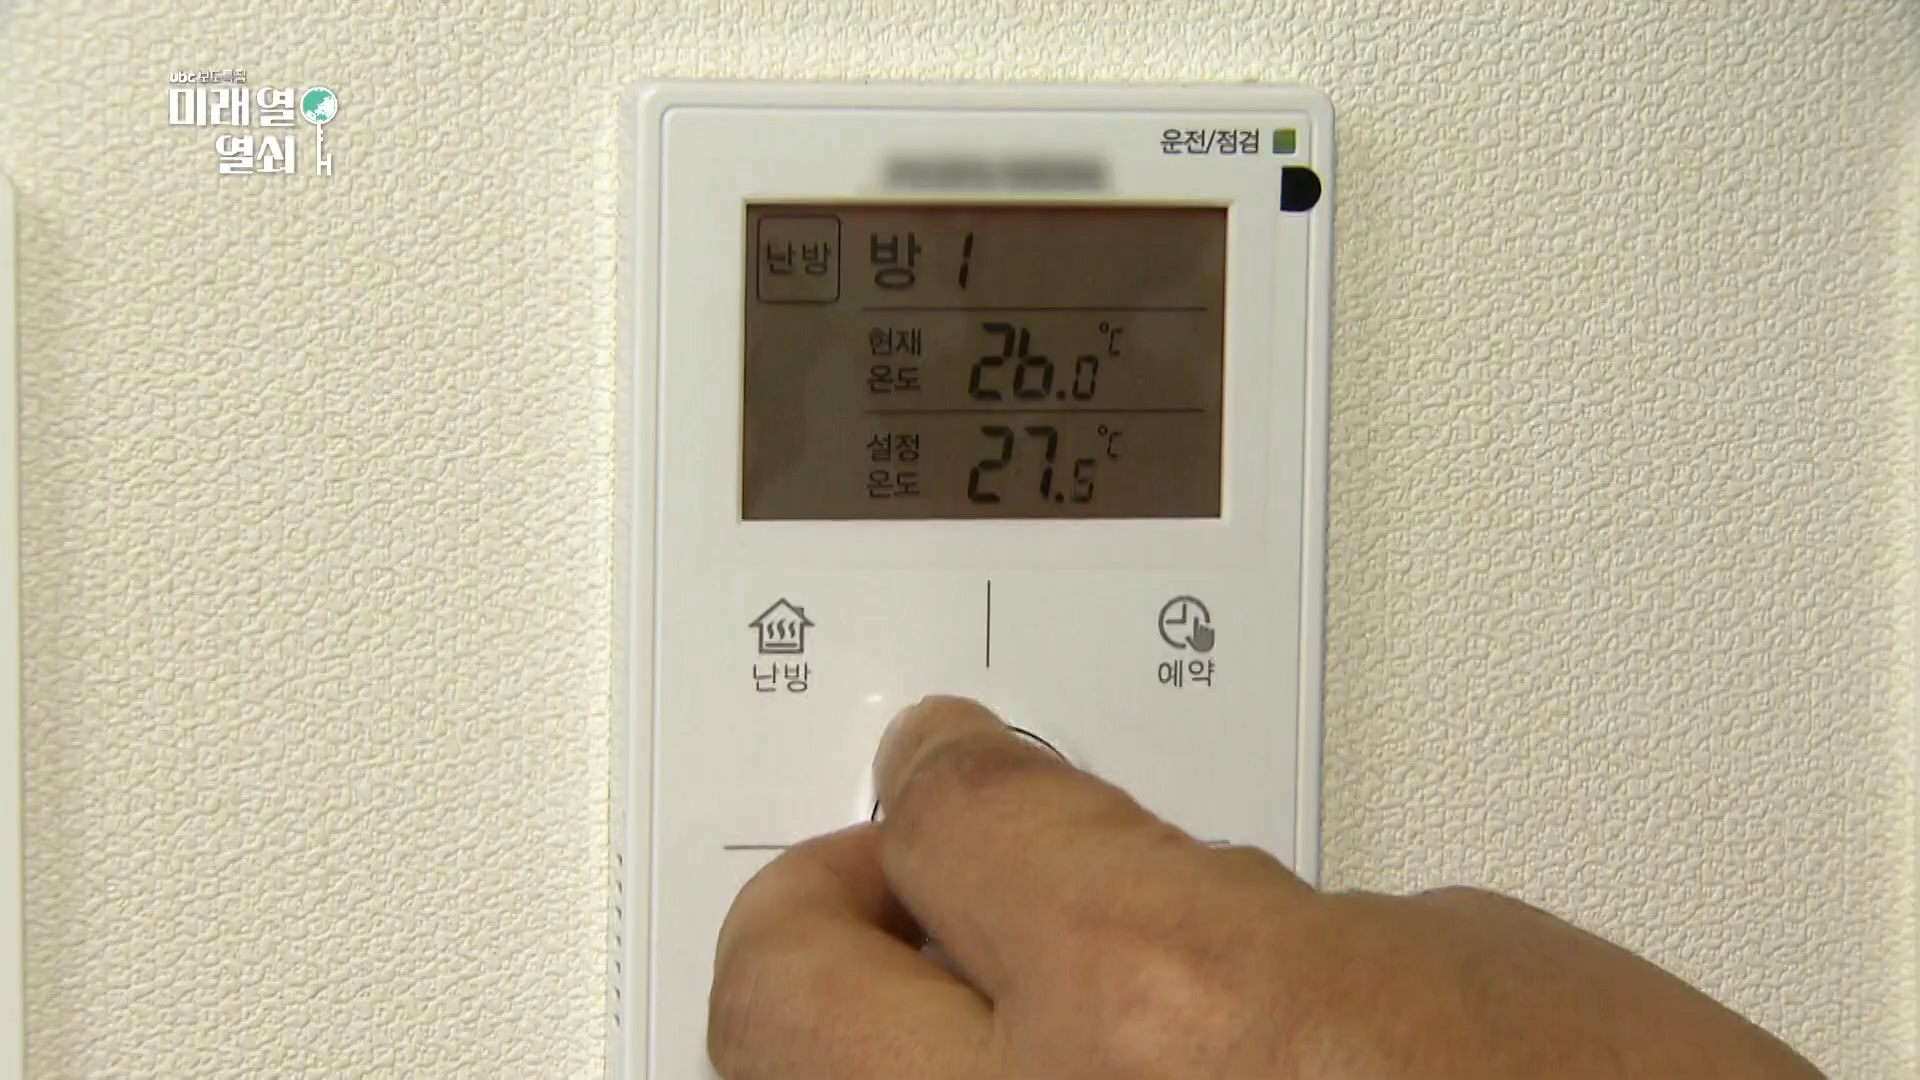 ubc 보도특집
미래 열
열쇠
운전/점검
난방
방 1
현재
온도
26.0 ℃
설정
온도
27.5 ℃
난방
예약